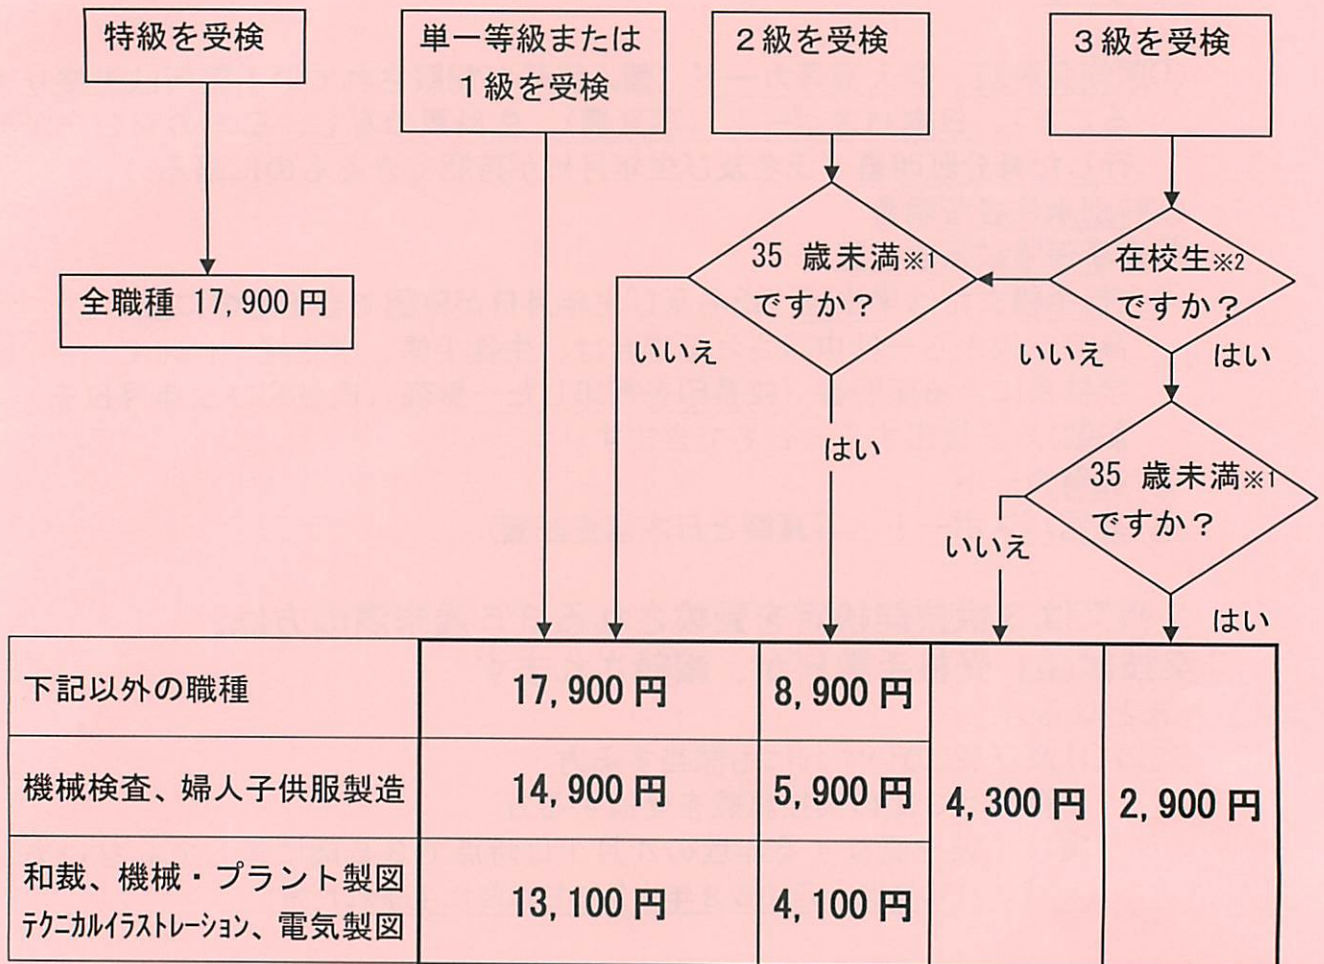 特級を受検
単一等級または
1級を受検
2級を受検
3級を受検
35 歳未満※1
ですか？
在校生※2
ですか？
全職種 17,900 円
いいえ
いいえ
はい
はい
35 歳未満※1
ですか？
いいえ
はい
下記以外の職種
17,900 円
8,900 円
機械検査、婦人子供服製造
14,900 円
5,900 円
4,300 円
2,900 円
和裁、機械・プラント製図
テクニカルイラストレーション、電気製図
13,100 円
4,100 円